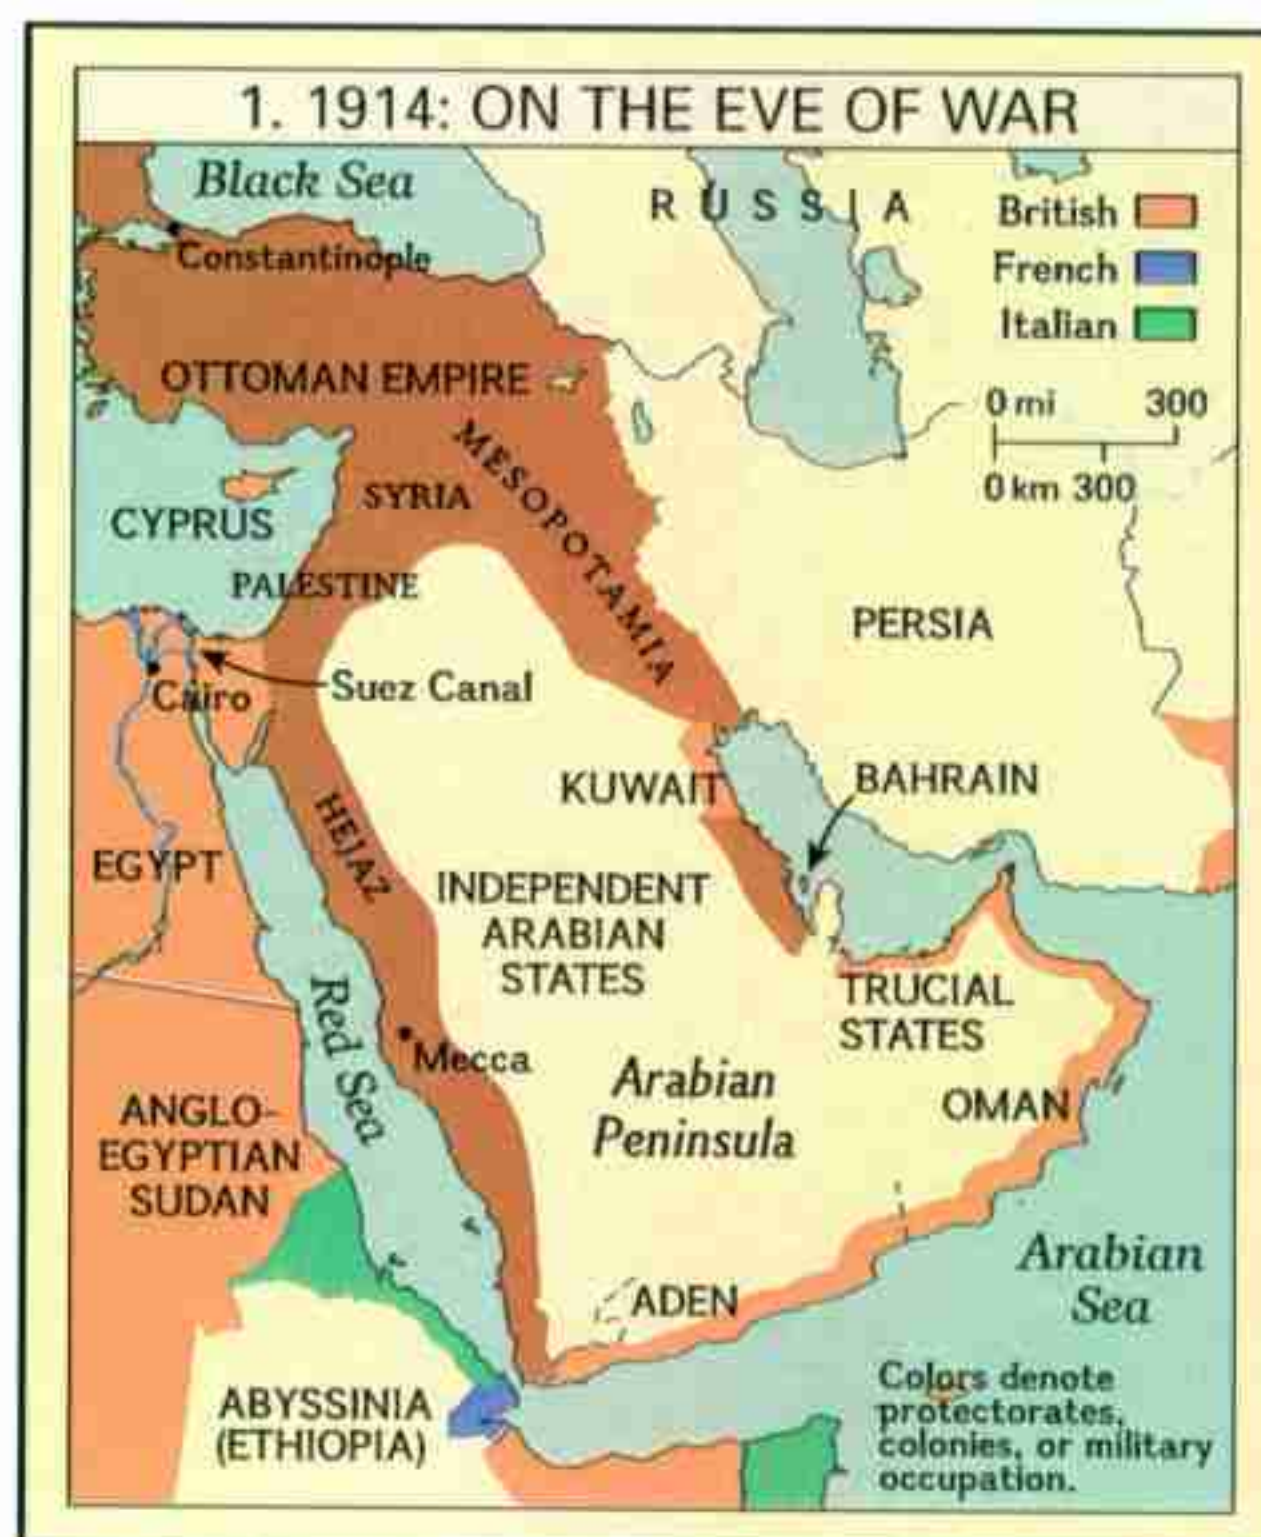 1. 1914: ON THE EVE OF WAR
Black Sea
RUSSIA
British
French
Italian
Constantinople
OTTOMAN EMPIRE
0 mi 300
0 km 300
MESOPOTAMIA
SYRIA
CYPRUS
PALESTINE
PERSIA
Suez Canal
Cairo
KUWAIT
BAHRAIN
HEJAZ
EGYPT
INDEPENDENT
ARABIAN
STATES
Red Sea
TRUCIAL
STATES
Mecca
Arabian
Peninsula
OMAN
ANGLO-
EGYPTIAN
SUDAN
Arabian
Sea
ADEN
Colors denote
protectorates,
colonies, or military
occupation.
ABYSSINIA
(ETHIOPIA)